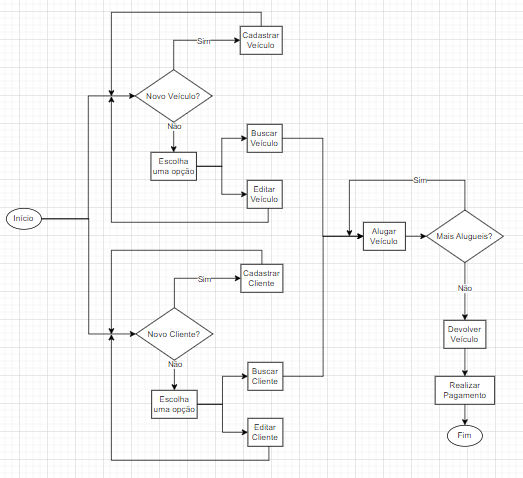 Cadastrar
Veículo
Sim
Novo Veículo?
Não
Escolha
uma opção
Buscar
Veículo
Editar
Veículo
Início
Sim
Alugar
Veículo
Mais Alugueis?
Não
Cadastrar
Cliente
Sim
Novo Cliente?
Não
Escolha
uma opção
Buscar
Cliente
Editar
Cliente
Devolver
Veículo
Realizar
Pagamento
Fim